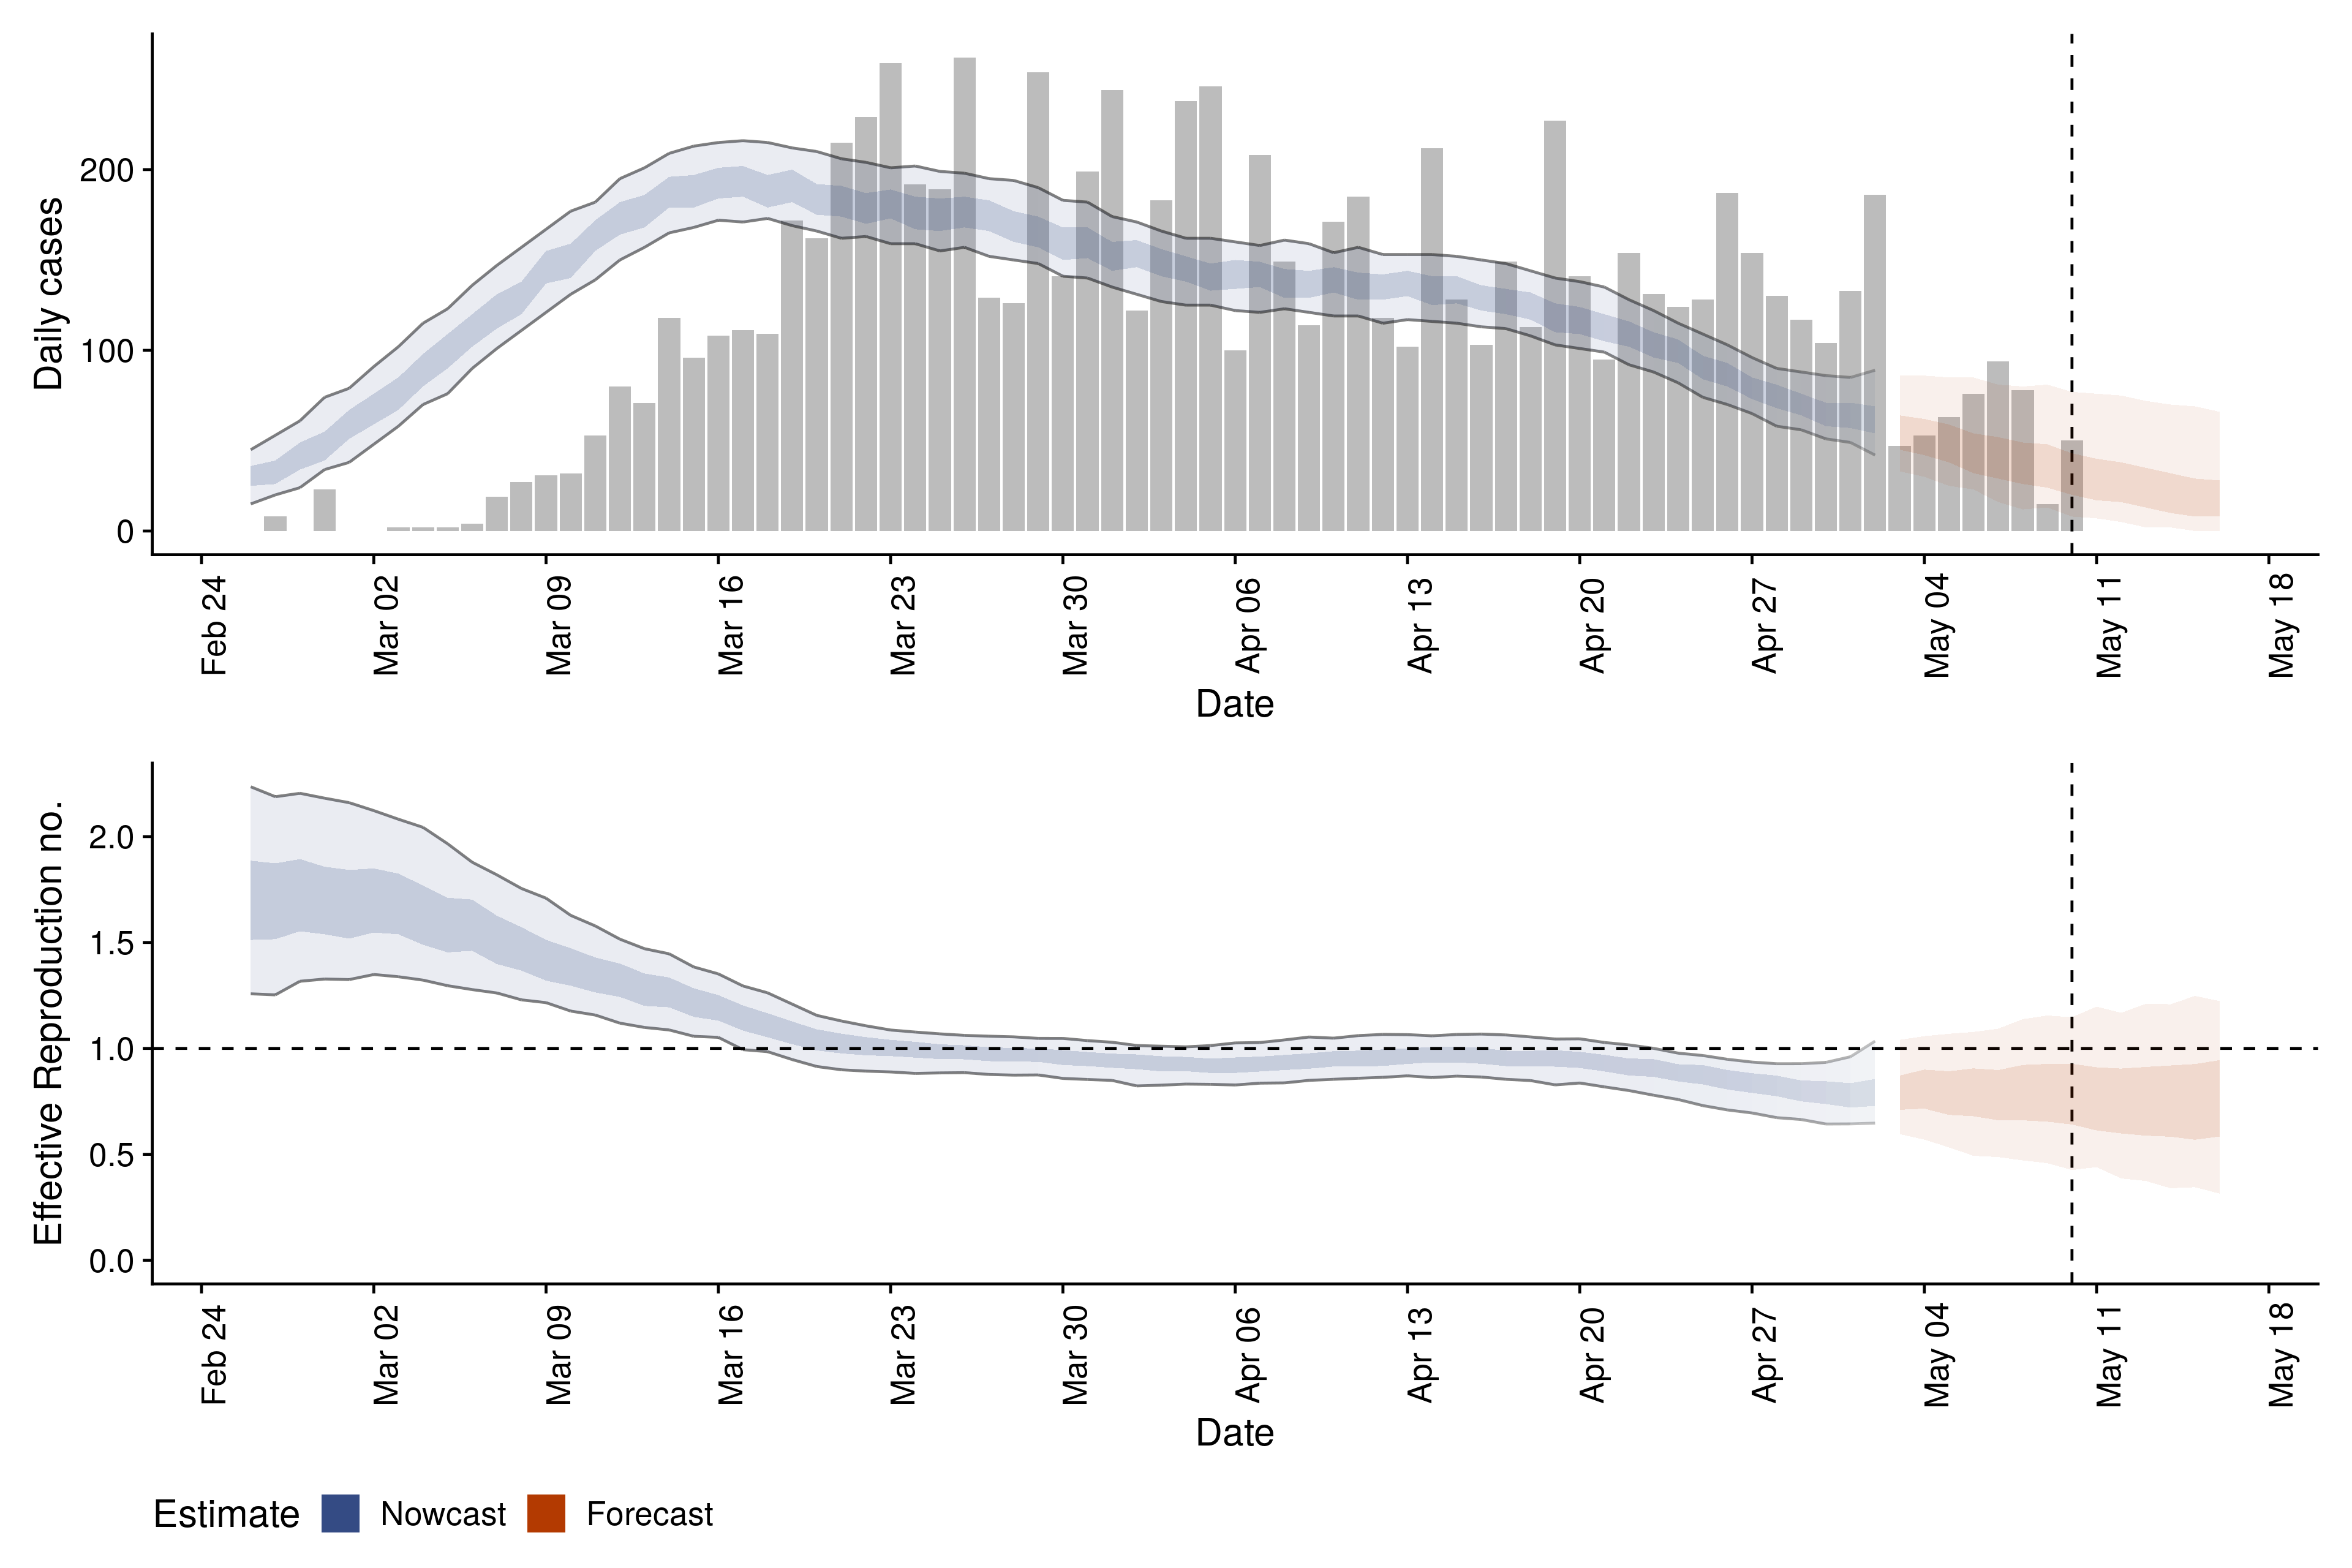 Daily cases
200
100
0
Feb 24
Mar 02
Mar 09
Mar 16
Mar 23
Mar 30
Apr 06
Apr 13
Apr 20
Apr 27
May 04
May 11
May 18
Date
Effective Reproduction no.
2.0
1.5
1.0
0.5
0.0
Feb 24
Mar 02
Mar 09
Mar 16
Mar 23
Mar 30
Apr 06
Apr 13
Apr 20
Apr 27
May 04
May 11
May 18
Date
Estimate Nowcast Forecast